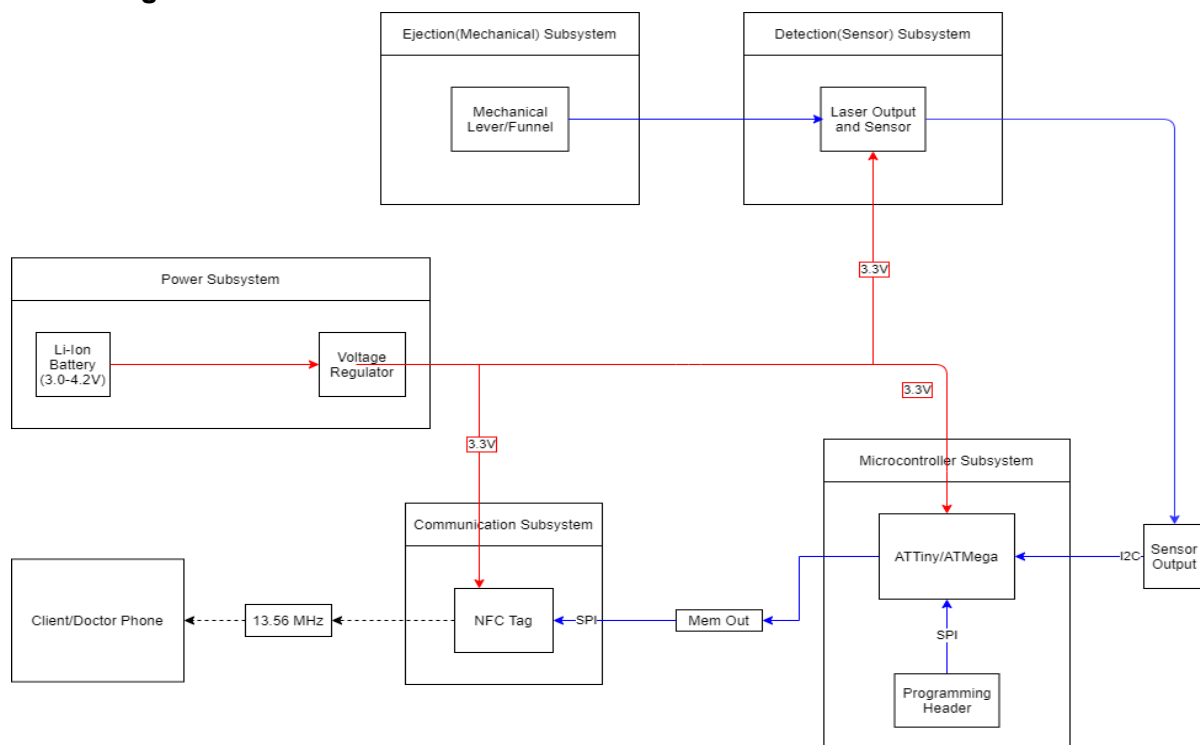 Ejection(Mechanical) Subsystem
Detection(Sensor) Subsystem
Mechanical
Lever/Funnel
Laser Output
and Sensor
3.3V
Power Subsystem
Li-Ion
Battery
(3.0-4.2V)
Voltage
Regulator
3.3V
3.3V
Microcontroller Subsystem
Communication Subsystem
ATTiny/ATMega
I2C
Sensor
Output
Client/Doctor Phone
13.56 MHz
NFC Tag
SPI
Mem Out
SPI
Programming
Header